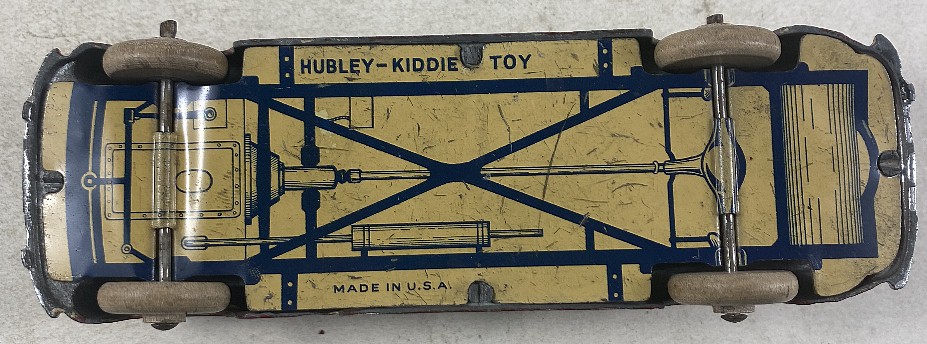 HUBLEY-KIDDIE TOY
MADE IN U.S.A.